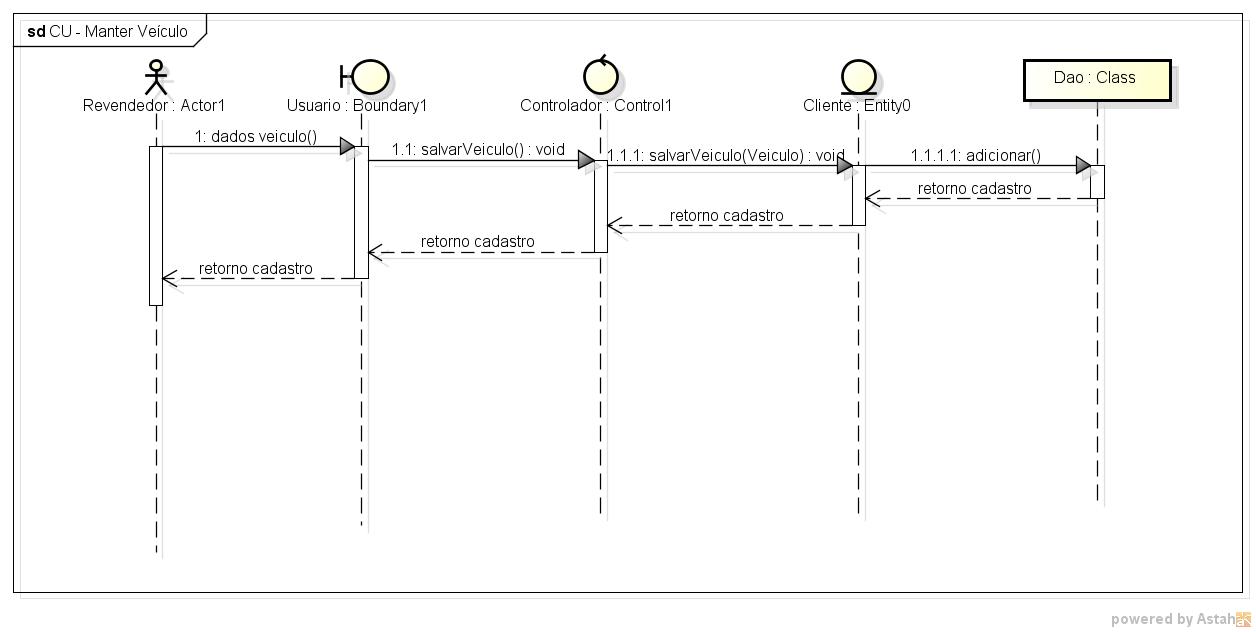 sd CU - Manter Veículo
Revendedor : Actor1
Usuario : Boundary1
Controlador : Control1
Cliente : Entity0
Dao : Class
1: dados veiculo()
1.1: salvarVeiculo() : void
1.1.1: salvarVeiculo(Veiculo) : void
1.1.1.1: adicionar()
retorno cadastro
retorno cadastro
retorno cadastro
retorno cadastro
powered by Astah